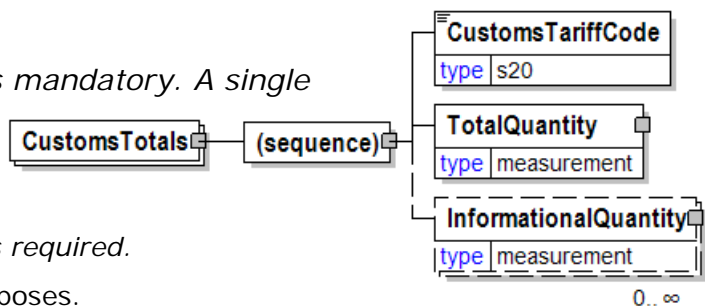 CustomsTariffCode
type s20
s mandatory. A single
TotalQuantity
CustomsTotals
(sequence)
type measurement
InformationalQuantity
s required.
type measurement
poses.
0..∞